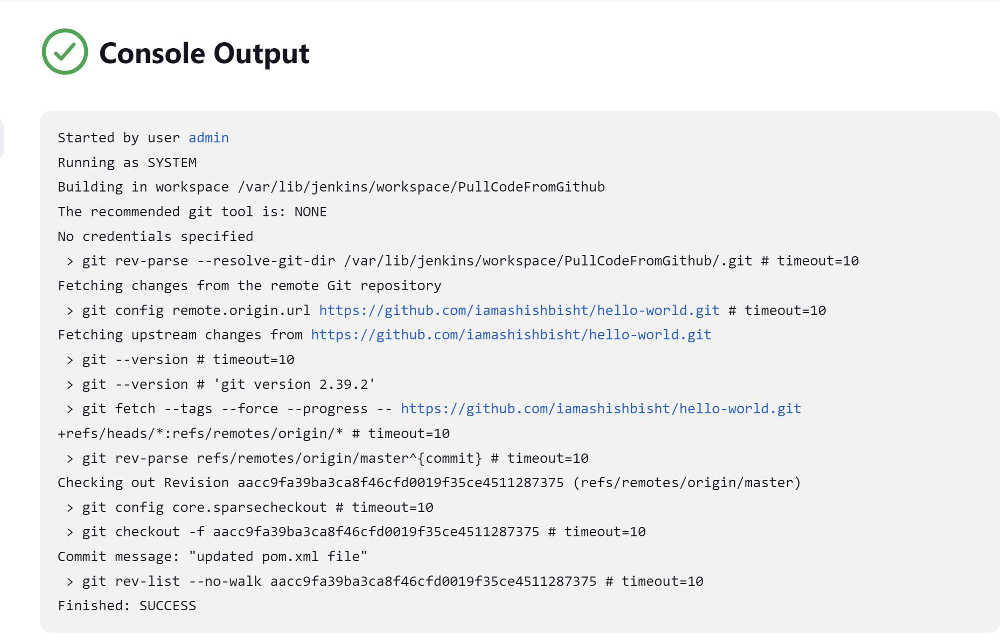 Console Output
Started by user admin
Running as SYSTEM
Building in workspace /var/lib/jenkins/workspace/PullCodeFromGithub
The recommended git tool is: NONE
No credentials specified
 > git rev-parse --resolve-git-dir /var/lib/jenkins/workspace/PullCodeFromGithub/.git # timeout=10
Fetching changes from the remote Git repository
 > git config remote.origin.url https://github.com/iamashishbisht/hello-world.git # timeout=10
Fetching upstream changes from https://github.com/iamashishbisht/hello-world.git
 > git --version # timeout=10
 > git --version # 'git version 2.39.2'
 > git fetch --tags --force --progress -- https://github.com/iamashishbisht/hello-world.git
+refs/heads/*:refs/remotes/origin/* # timeout=10
 > git rev-parse refs/remotes/origin/master^{commit} # timeout=10
Checking out Revision aacc9fa39ba3ca8f46cfd0019f35ce4511287375 (refs/remotes/origin/master)
 > git config core.sparsecheckout # timeout=10
 > git checkout -f aacc9fa39ba3ca8f46cfd0019f35ce4511287375 # timeout=10
Commit message: "updated pom.xml file"
 > git rev-list --no-walk aacc9fa39ba3ca8f46cfd0019f35ce4511287375 # timeout=10
Finished: SUCCESS